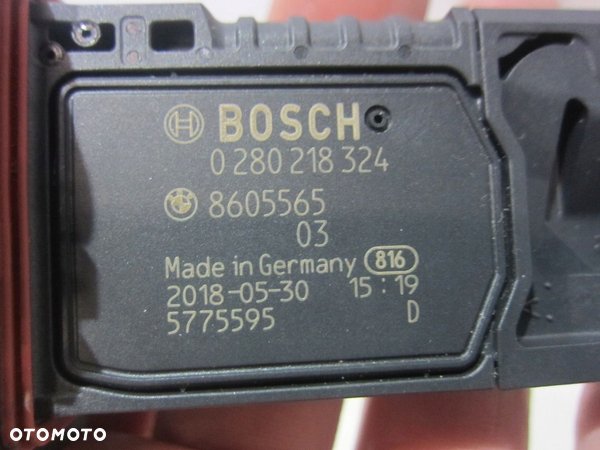 BOSCH
0 280 218 324
8605565
03
Made in Germany 816
2018-05-30 15:19
5775595 D
OTOMOTO